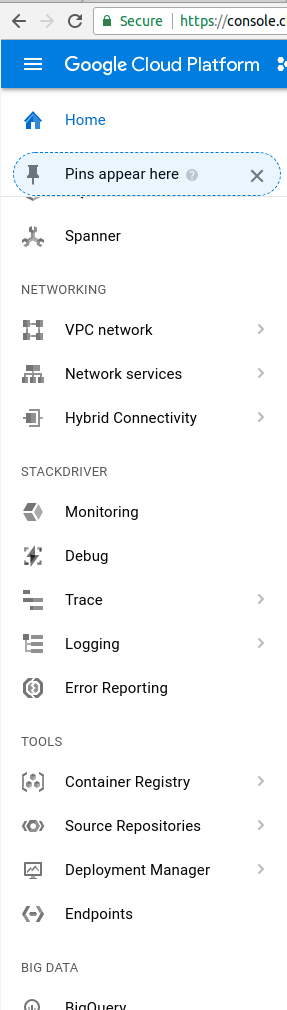 Secure https://console.c
Google Cloud Platform
Home
Pins appear here
Spanner
NETWORKING
VPC network
Network services
Hybrid Connectivity
STACKDRIVER
Monitoring
Debug
Trace
Logging
Error Reporting
TOOLS
Container Registry
Source Repositories
Deployment Manager
Endpoints
BIG DATA
BigQuery